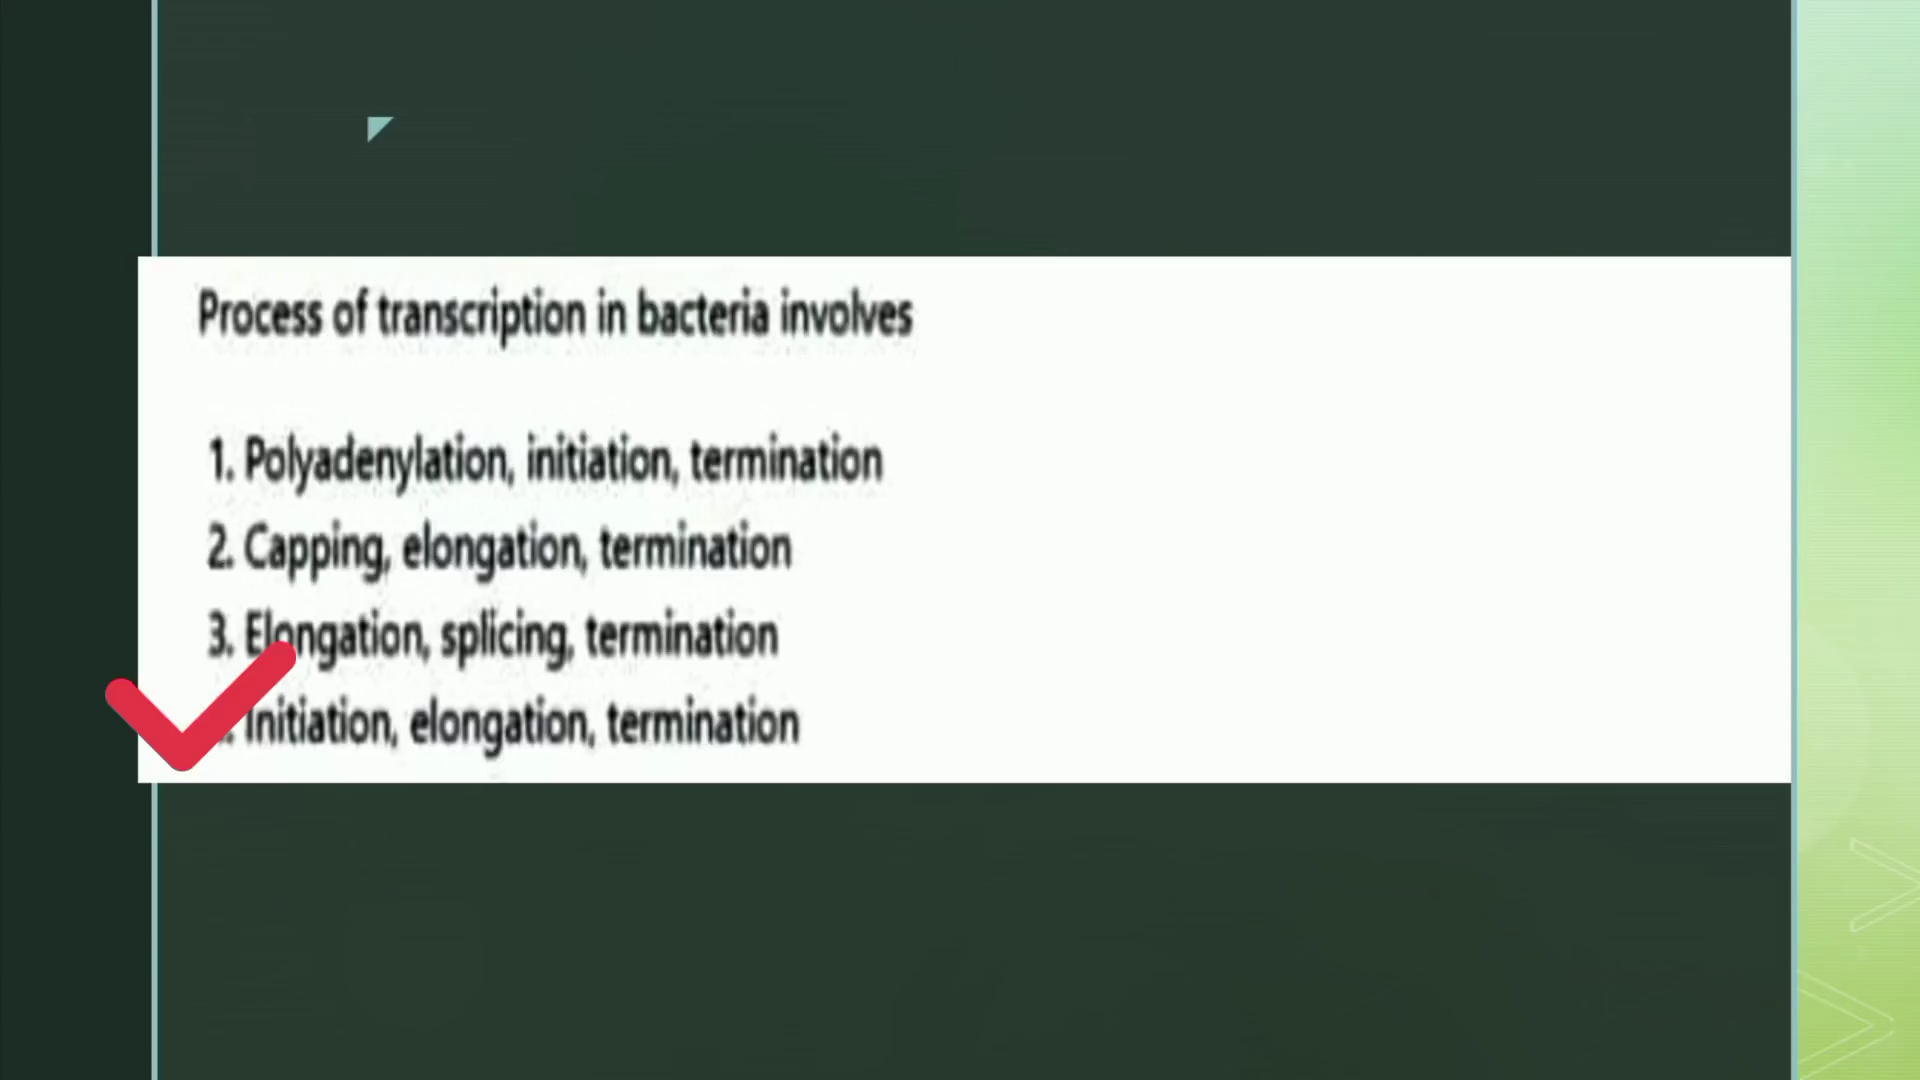 Process of transcription in bacteria involves
1. Polyadenylation, initiation, termination
2. Capping, elongation, termination
3. Elongation, splicing, termination
Initiation, elongation, termination